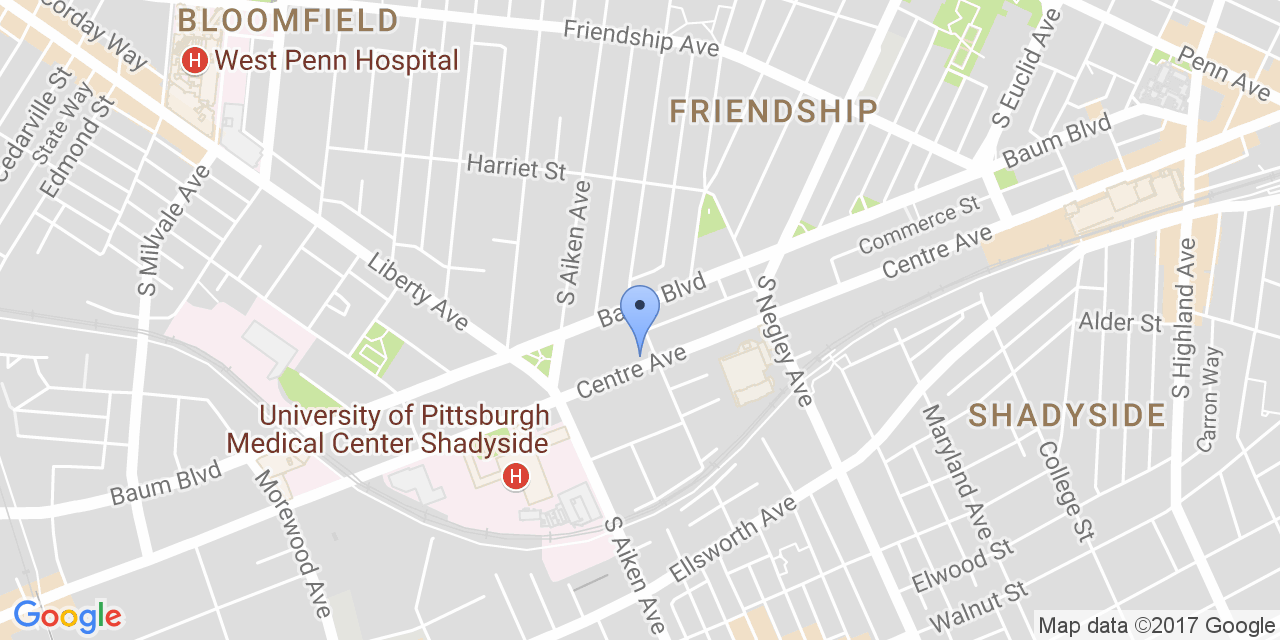 BLOOMFIELD
Corday Way
H West Penn Hospital
Friendship Ave
FRIENDSHIP
S Euclid Ave
Penn Ave
Baum Blvd
Cedarville St
State Way
Edmond St
Harriet St
S Aiken Ave
S Millvale Ave
Liberty Ave
Commerce St
Centre Ave
Baum Blvd
S Negley Ave
S Highland Ave
Alder St
Carron Way
Centre Ave
University of Pittsburgh
Medical Center Shadyside
H
SHADYSIDE
Maryland Ave
College St
Baum Blvd
Morewood Ave
S Aiken Ave
Ellsworth Ave
Elwood St
Walnut St
Google
Map data ©2017 Google